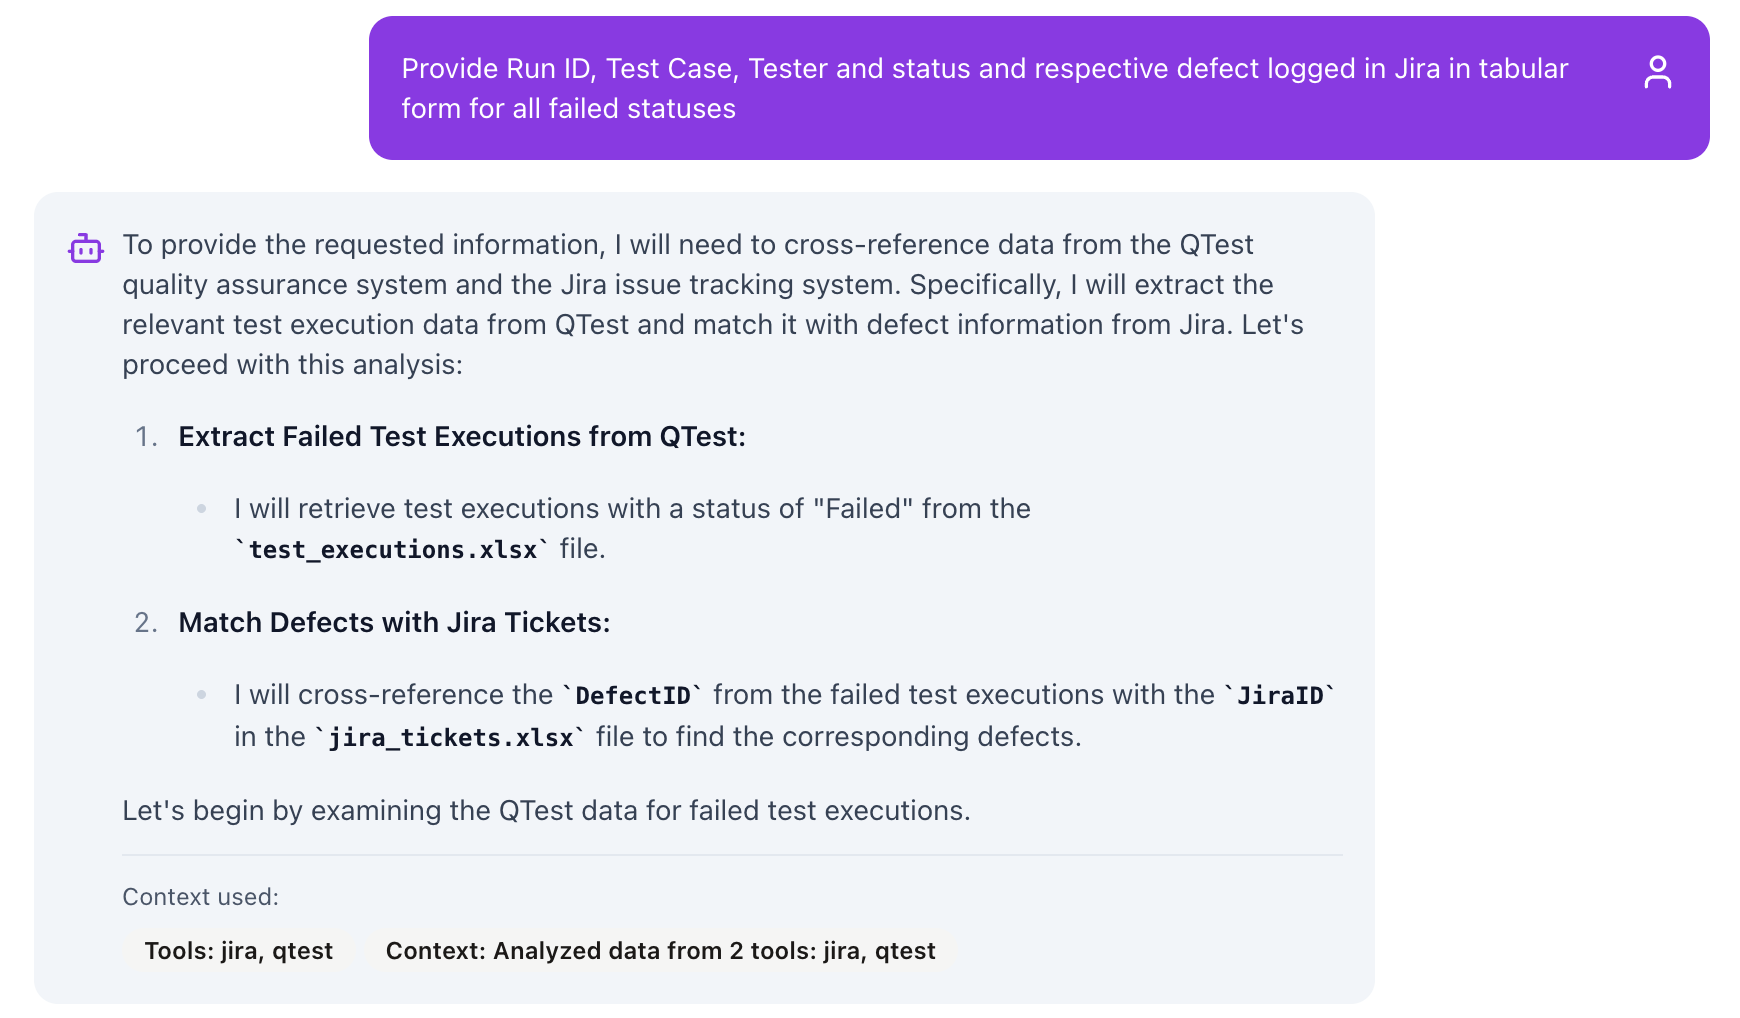 Provide Run ID, Test Case, Tester and status and respective defect logged in Jira in tabular
form for all failed statuses
To provide the requested information, I will need to cross-reference data from the QTest
quality assurance system and the Jira issue tracking system. Specifically, I will extract the
relevant test execution data from QTest and match it with defect information from Jira. Let's
proceed with this analysis:
1. Extract Failed Test Executions from QTest:
• I will retrieve test executions with a status of "Failed" from the
`test_executions.xlsx` file.
2. Match Defects with Jira Tickets:
• I will cross-reference the `DefectID` from the failed test executions with the `JiraID`
in the `jira_tickets.xlsx` file to find the corresponding defects.
Let's begin by examining the QTest data for failed test executions.
Context used:
Tools: jira, qtest Context: Analyzed data from 2 tools: jira, qtest